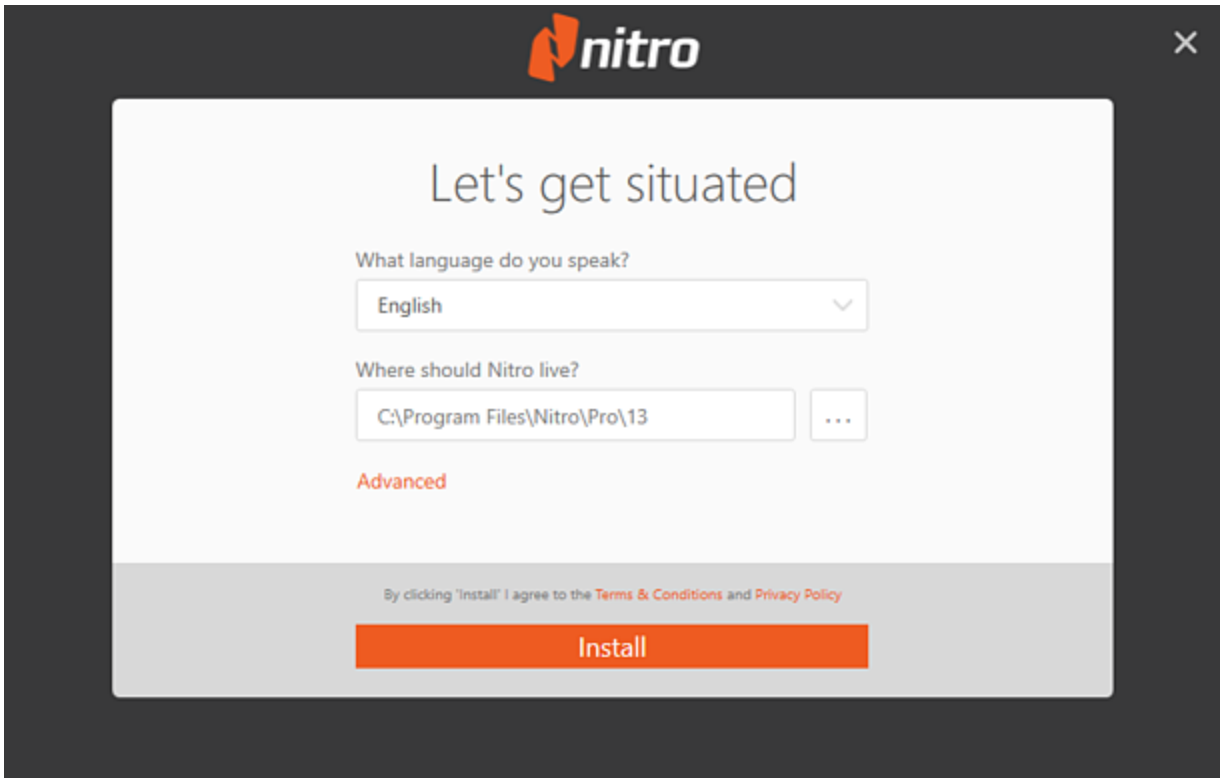 nitro
Let's get situated
What language do you speak?
English
Where should Nitro live?
C:\Program Files\Nitro\Pro\13
...
Advanced
By clicking 'Install' I agree to the Terms & Conditions and Privacy Policy
Install